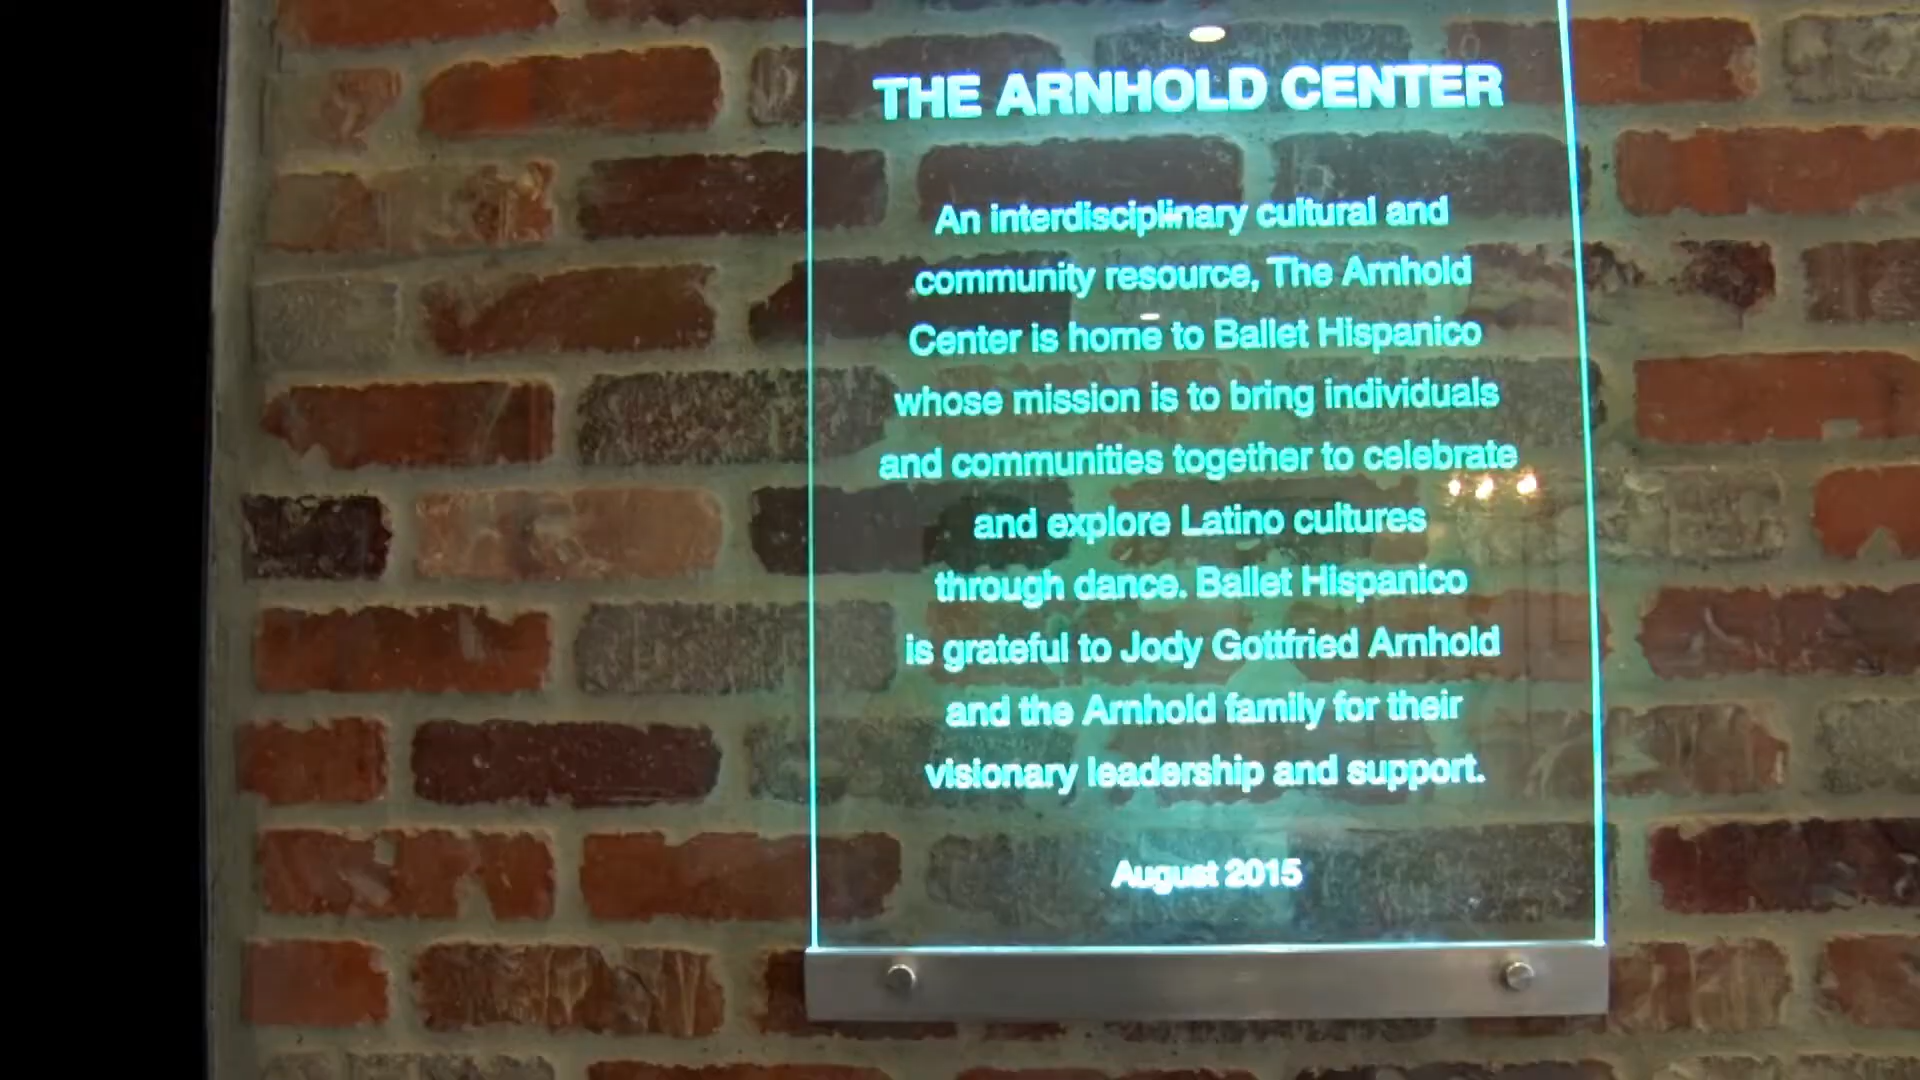 THE ARNHOLD CENTER
An interdisciplinary cultural and
community resource, The Arnhold
Center is home to Ballet Hispanico
whose mission is to bring individuals
and communities together to celebrate
and explore Latino cultures
through dance. Ballet Hispanico
is grateful to Jody Gottfried Arnhold
and the Arnhold family for their
visionary leadership and support.
August 2015